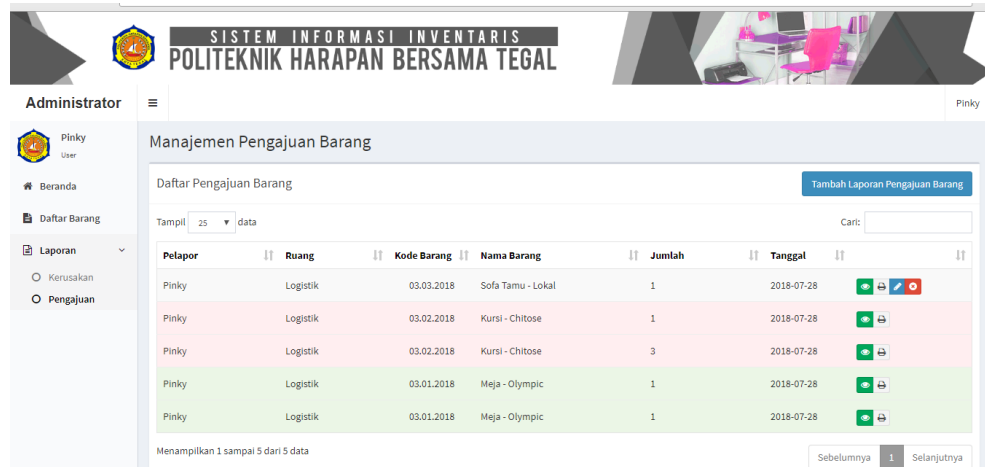 SISTEM INFORMASI INVENTARIS
POLITEKNIK HARAPAN BERSAMA TEGAL
Administrator
Pinky
Pinky
User
Beranda
Daftar Barang
Laporan
Kerusakan
Pengajuan
Manajemen Pengajuan Barang
Daftar Pengajuan Barang
Tambah Laporan Pengajuan Barang
Tampil 25 data
Cari:
Pelapor Ruang Kode Barang Nama Barang Jumlah Tanggal
Pinky Logistik 03.03.2018 Sofa Tamu - Lokal 1 2018-07-28
Pinky Logistik 03.02.2018 Kursi - Chitose 1 2018-07-28
Pinky Logistik 03.02.2018 Kursi - Chitose 3 2018-07-28
Pinky Logistik 03.01.2018 Meja - Olympic 1 2018-07-28
Pinky Logistik 03.01.2018 Meja - Olympic 1 2018-07-28
Menampilkan 1 sampai 5 dari 5 data
Sebelumnya 1 Selanjutnya